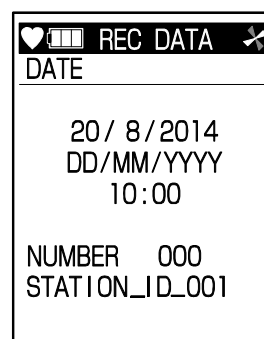 REC DATA
DATE
20/ 8/2014
DD/MM/YYYY
10:00
NUMBER 000
STATION_ID_001